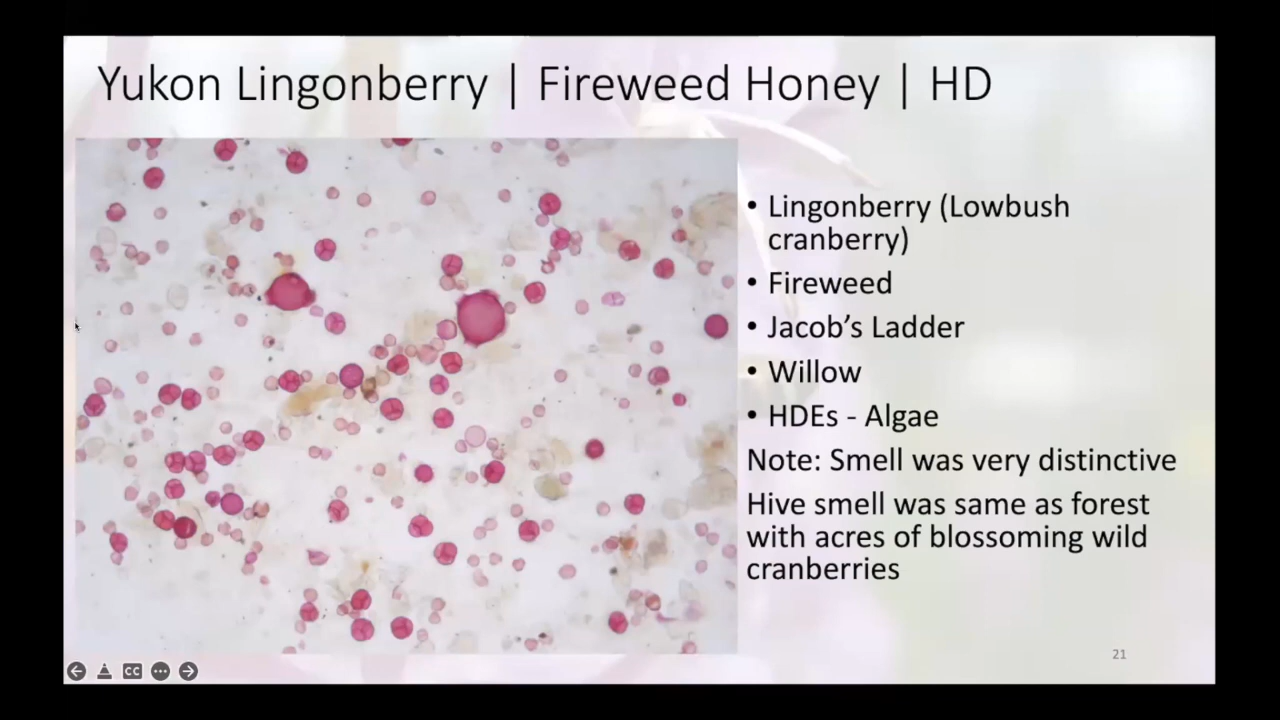 Yukon Lingonberry | Fireweed Honey | HD
• Lingonberry (Lowbush
cranberry)
• Fireweed
• Jacob’s Ladder
• Willow
• HDEs - Algae
Note: Smell was very distinctive
Hive smell was same as forest
with acres of blossoming wild
cranberries
21
CC